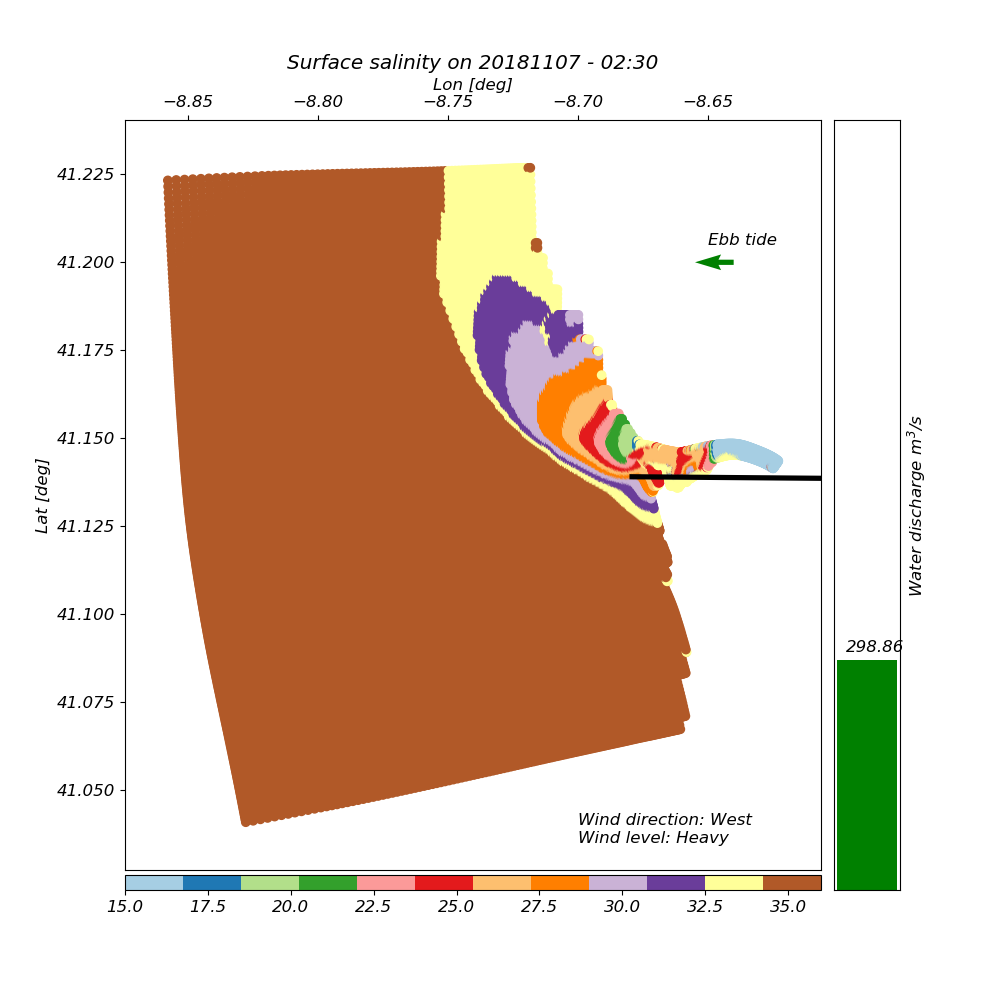 Surface salinity on 20181107 - 02:30
Lon [deg]
−8.85 −8.80 −8.75 −8.70 −8.65
41.225
41.200
41.175
41.150
41.125
41.100
41.075
41.050
Lat [deg]
Ebb tide
Wind direction: West
Wind level: Heavy
15.0 17.5 20.0 22.5 25.0 27.5 30.0 32.5 35.0
298.86
Water discharge m³/s